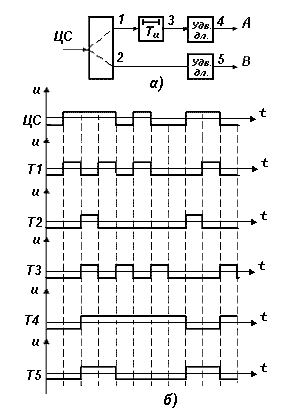 1 3 4 A
ЦС Tи Удв. дл.
2 5 B
Удв. дл.
а)
u
ЦС t
u
T1 t
u
T2 t
u
T3 t
u
T4 t
u
T5 t
б)